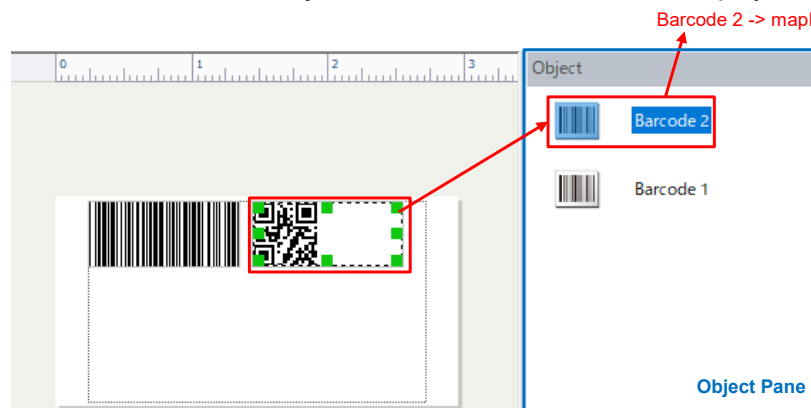 Barcode 2 -> mapl
0 1 2 3
Object
Barcode 2
Barcode 1
Object Pane